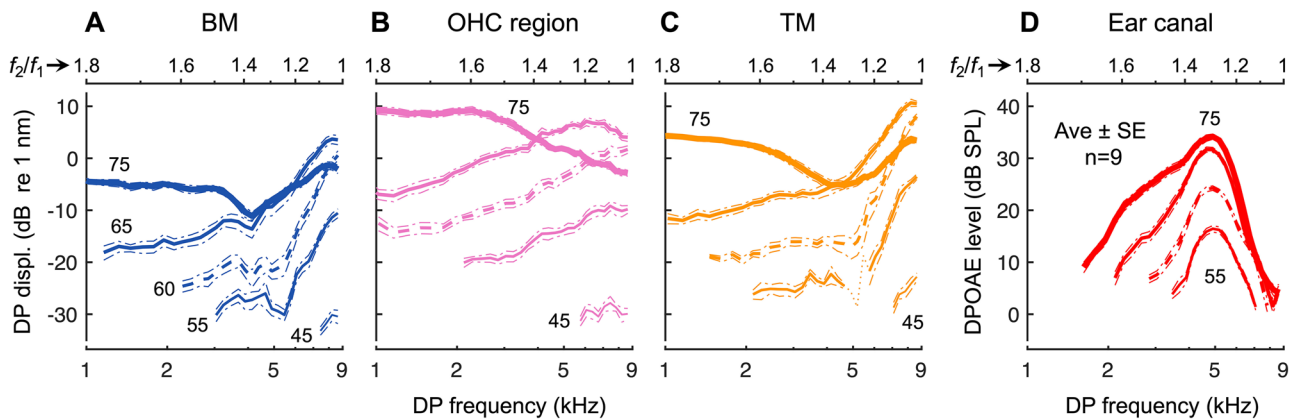 A BM
B OHC region
C TM
D Ear canal
f2/f1→ 1.8 1.6 1.4 1.2 1
1.8 1.6 1.4 1.2 1
1.8 1.6 1.4 1.2 1
f2/f1→ 1.8 1.6 1.4 1.2 1
DP displ. (dB re 1 nm)
10
0
-10
-20
-30
75
65
60
55
45
75
45
75
45
DPOAE level (dB SPL)
40
30
20
10
0
Ave ± SE
n=9
75
55
1 2 5 9
1 2 5 9
1 2 5 9
1 2 5 9
DP frequency (kHz)
DP frequency (kHz)